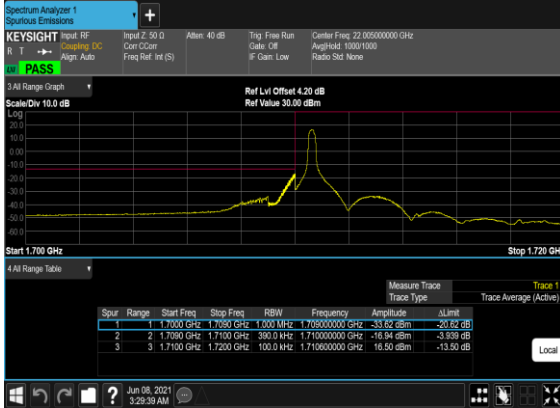 Spectrum Analyzer 1
Spurious Emissions
KEYSIGHT
R T
Input: RF
Coupling: DC
Align: Auto
Input Z: 50 Ω
Corr CCorr
Freq Ref: Int (S)
Atten: 40 dB
Trig: Free Run
Gate: Off
IF Gain: Low
Center Freq: 22.005000000 GHz
Avg|Hold: 1000/1000
Radio Std: None
PASS
3 All Range Graph
Scale/Div 10.0 dB
Ref Lvl Offset 4.20 dB
Ref Value 30.00 dBm
Log
20.0
10.0
0.00
-10.0
-20.0
-30.0
-40.0
-50.0
-60.0
Start 1.700 GHz
Stop 1.720 GH
4 All Range Table
Measure Trace Trace 1
Trace Type Trace Average (Active)
Spur Range Start Freq Stop Freq RBW Frequency Amplitude ΔLimit
1 1 1.7000 GHz 1.7090 GHz 1.000 MHz 1.709000000 GHz -33.62 dBm -20.62 dB
2 2 1.7090 GHz 1.7100 GHz 390.0 kHz 1.710000000 GHz -16.94 dBm -3.939 dB
3 3 1.7100 GHz 1.7200 GHz 100.0 kHz 1.710600000 GHz 16.50 dBm -13.50 dB
Local
Jun 08, 2021
3:29:39 AM